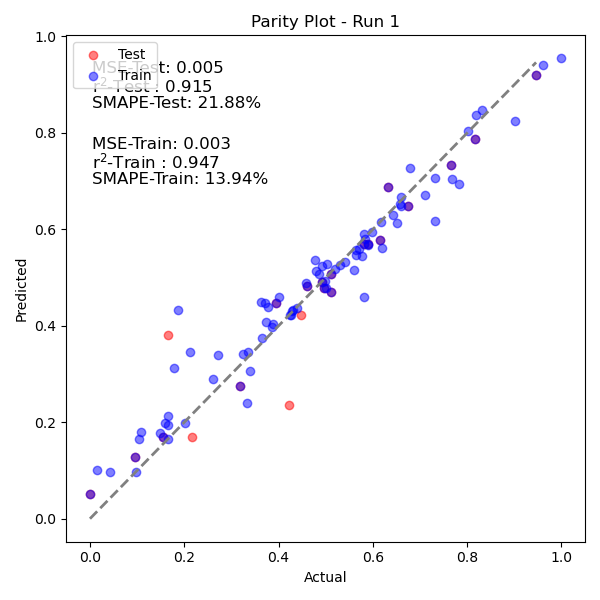 Parity Plot - Run 1
Test
Train
MSE-Test: 0.005
r²-Test : 0.915
SMAPE-Test: 21.88%
MSE-Train: 0.003
r²-Train : 0.947
SMAPE-Train: 13.94%
1.0
0.8
0.6
0.4
0.2
0.0
Predicted
0.0 0.2 0.4 0.6 0.8 1.0
Actual